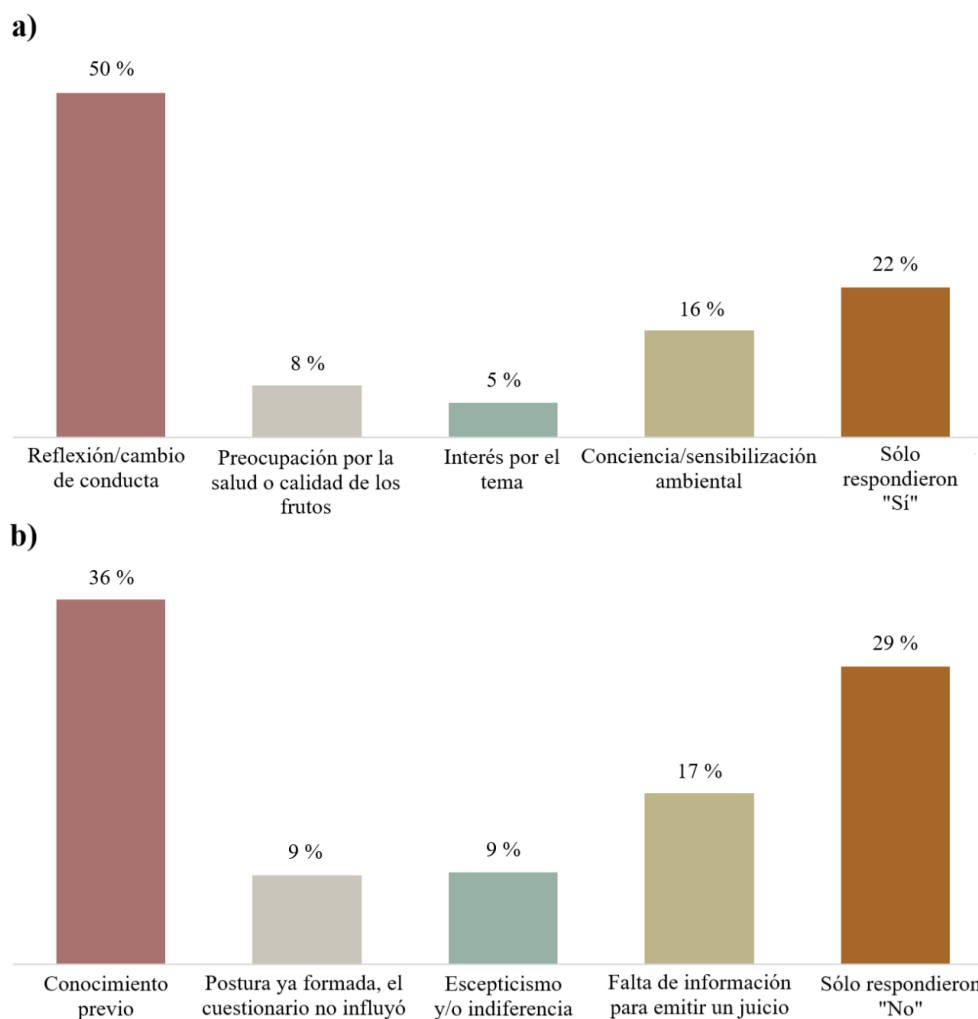 a)
50 %
8 %
5 %
16 %
22 %
Reflexión/cambio
de conducta
Preocupación por la
salud o calidad de los
frutos
Interés por el
tema
Conciencia/sensibilización
ambiental
Sólo
respondieron
"Sí"
b)
36 %
9 %
9 %
17 %
29 %
Conocimiento
previo
Postura ya formada, el
cuestionario no influyó
Escepticismo
y/o indiferencia
Falta de información
para emitir un juicio
Sólo respondieron
"No"